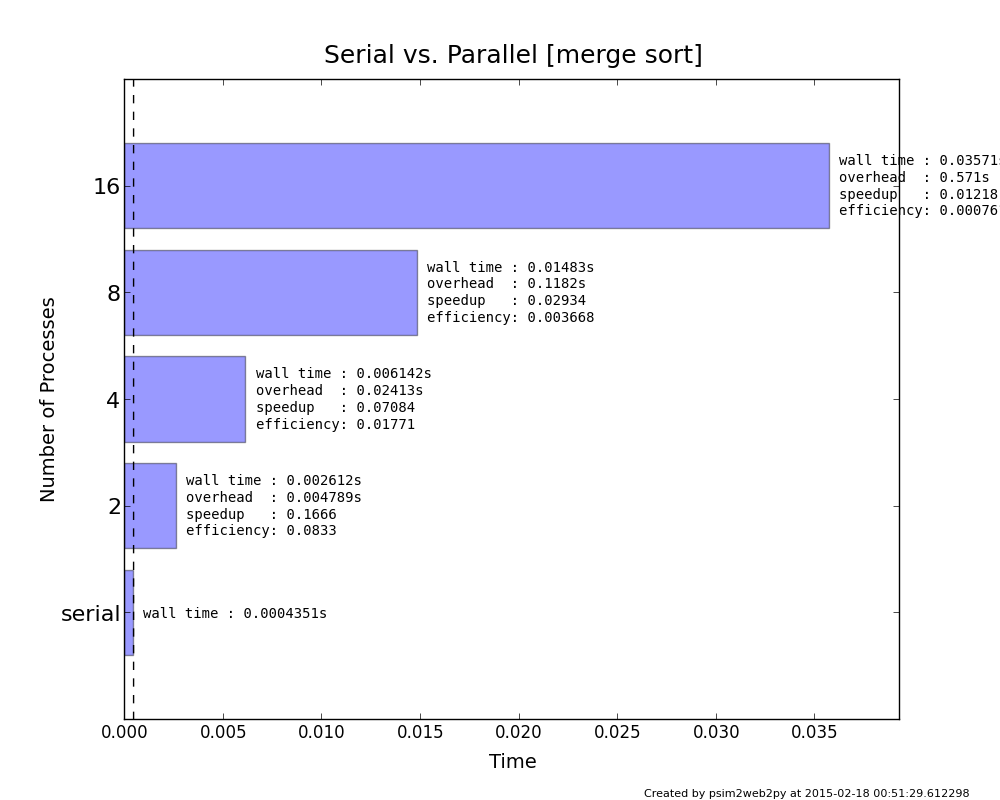 Serial vs. Parallel [merge sort]
Number of Processes
16
wall time : 0.03571s
overhead  : 0.571s
speedup   : 0.01218
efficiency: 0.00076
8
wall time : 0.01483s
overhead  : 0.1182s
speedup   : 0.02934
efficiency: 0.003668
4
wall time : 0.006142s
overhead  : 0.02413s
speedup   : 0.07084
efficiency: 0.01771
2
wall time : 0.002612s
overhead  : 0.004789s
speedup   : 0.1666
efficiency: 0.0833
serial
wall time : 0.0004351s
0.000 0.005 0.010 0.015 0.020 0.025 0.030 0.035
Time
Created by psim2web2py at 2015-02-18 00:51:29.612298